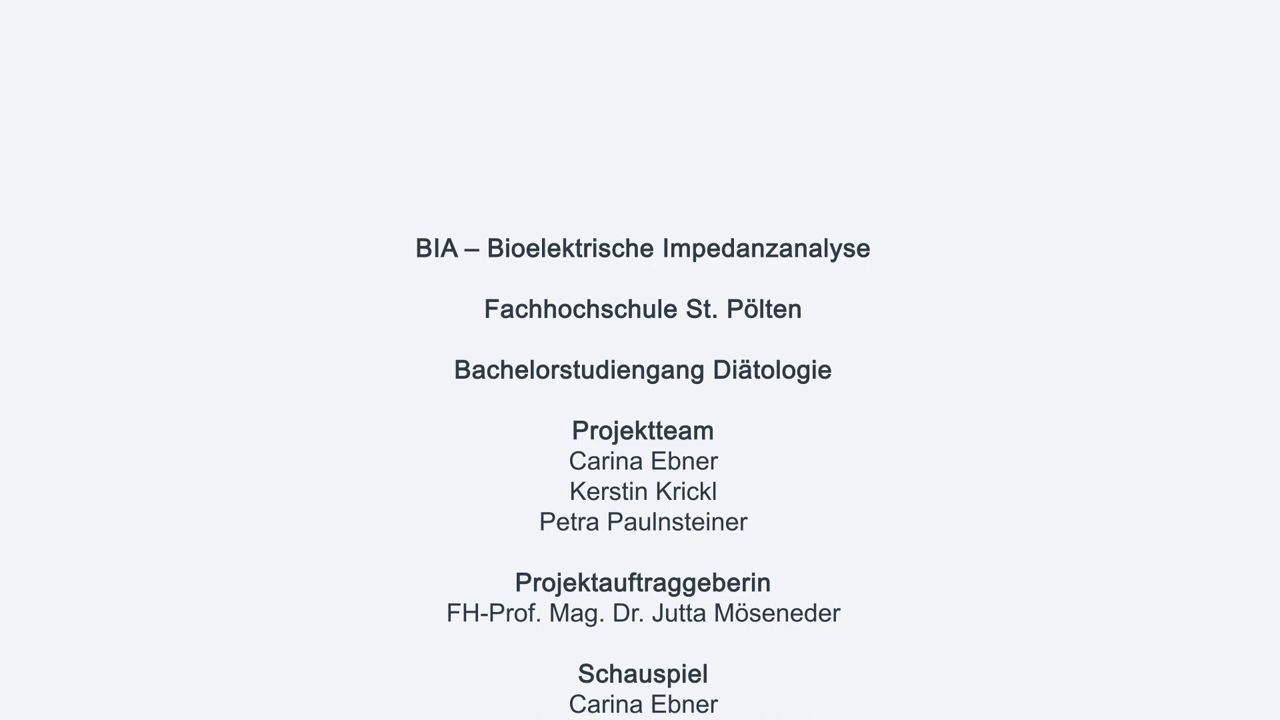 BIA – Bioelektrische Impedanzanalyse
Fachhochschule St. Pölten
Bachelorstudiengang Diätologie
Projektteam
Carina Ebner
Kerstin Krickl
Petra Paulnsteiner
Projektauftraggeberin
FH-Prof. Mag. Dr. Jutta Möseneder
Schauspiel
Carina Ebner